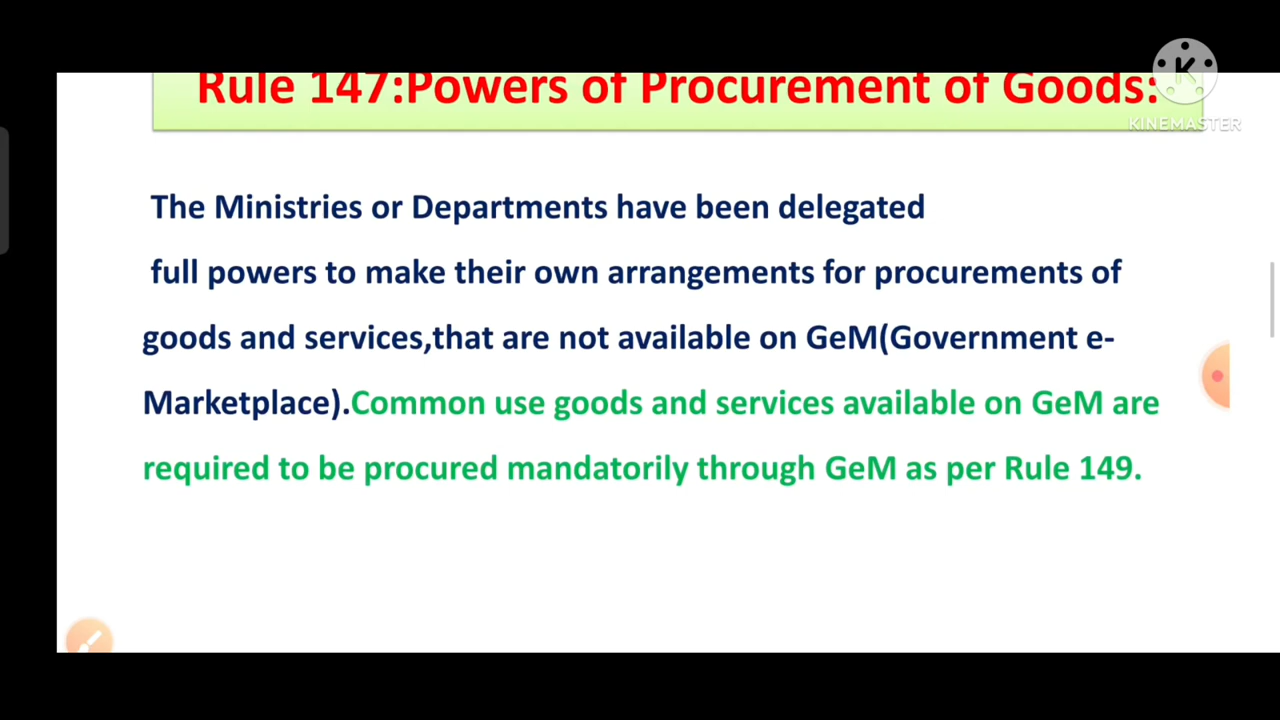 Rule 147:Powers of Procurement of Goods:
KINEMASTER
The Ministries or Departments have been delegated
full powers to make their own arrangements for procurements of
goods and services,that are not available on GeM(Government e-
Marketplace).Common use goods and services available on GeM are
required to be procured mandatorily through GeM as per Rule 149.